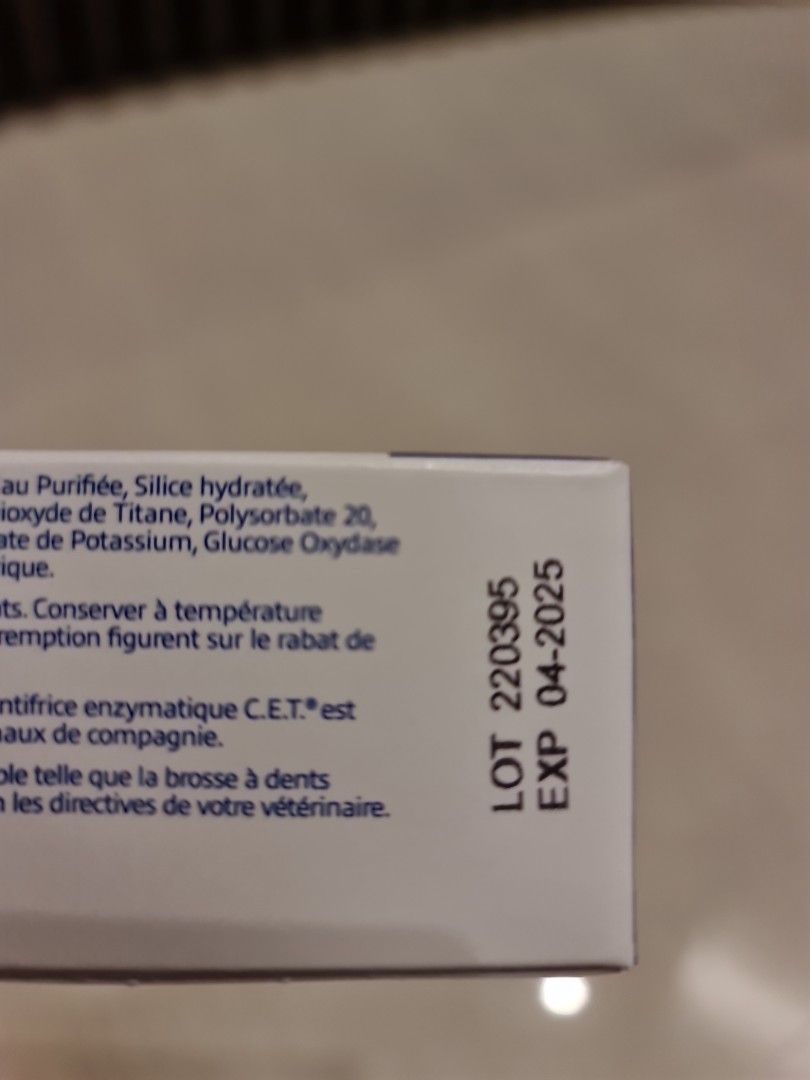 au Purifiée, Silice hydratée,
ioxyde de Titane, Polysorbate 20,
ate de Potassium, Glucose Oxydase
ique.
ts. Conserver à température
remption figurent sur le rabat de
ntifrice enzymatique C.E.T.® est
aux de compagnie.
ble telle que la brosse à dents
n les directives de votre vétérinaire.
LOT 220395
EXP 04-2025